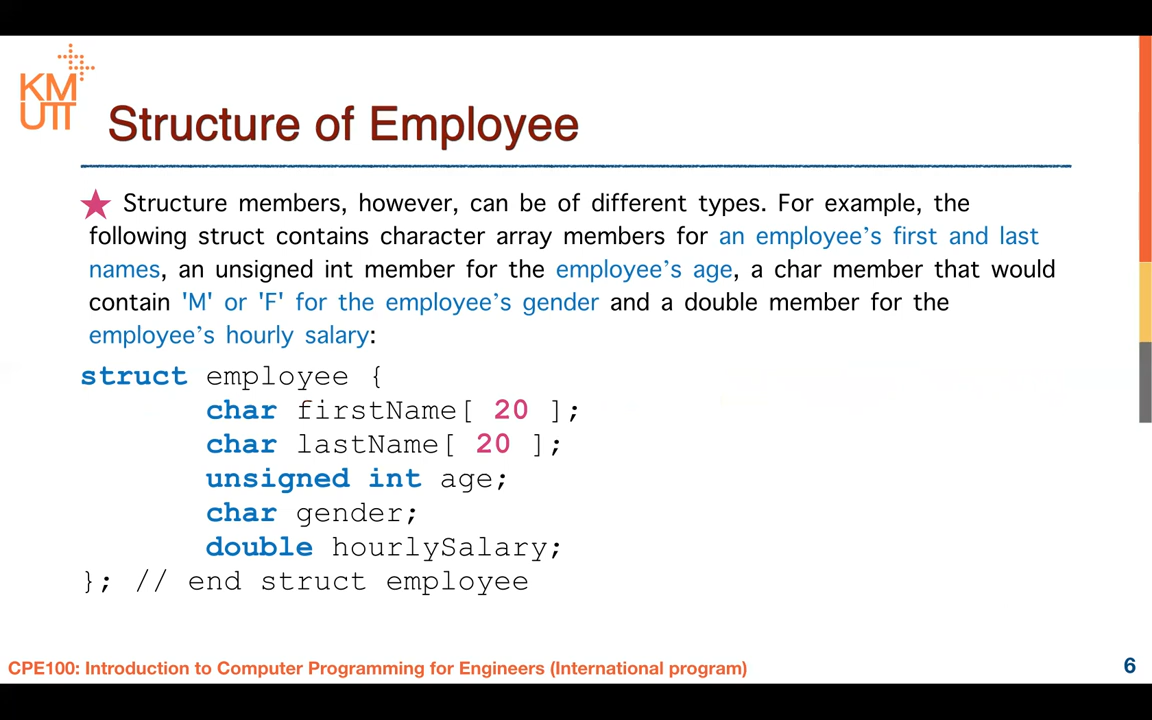 KM
UTT
Structure of Employee
★ Structure members, however, can be of different types. For example, the
following struct contains character array members for an employee’s first and last
names, an unsigned int member for the employee’s age, a char member that would
contain 'M' or 'F' for the employee’s gender and a double member for the
employee’s hourly salary:
struct employee {
char firstName[ 20 ];
char lastName[ 20 ];
unsigned int age;
char gender;
double hourlySalary;
}; // end struct employee
CPE100: Introduction to Computer Programming for Engineers (International program)
6